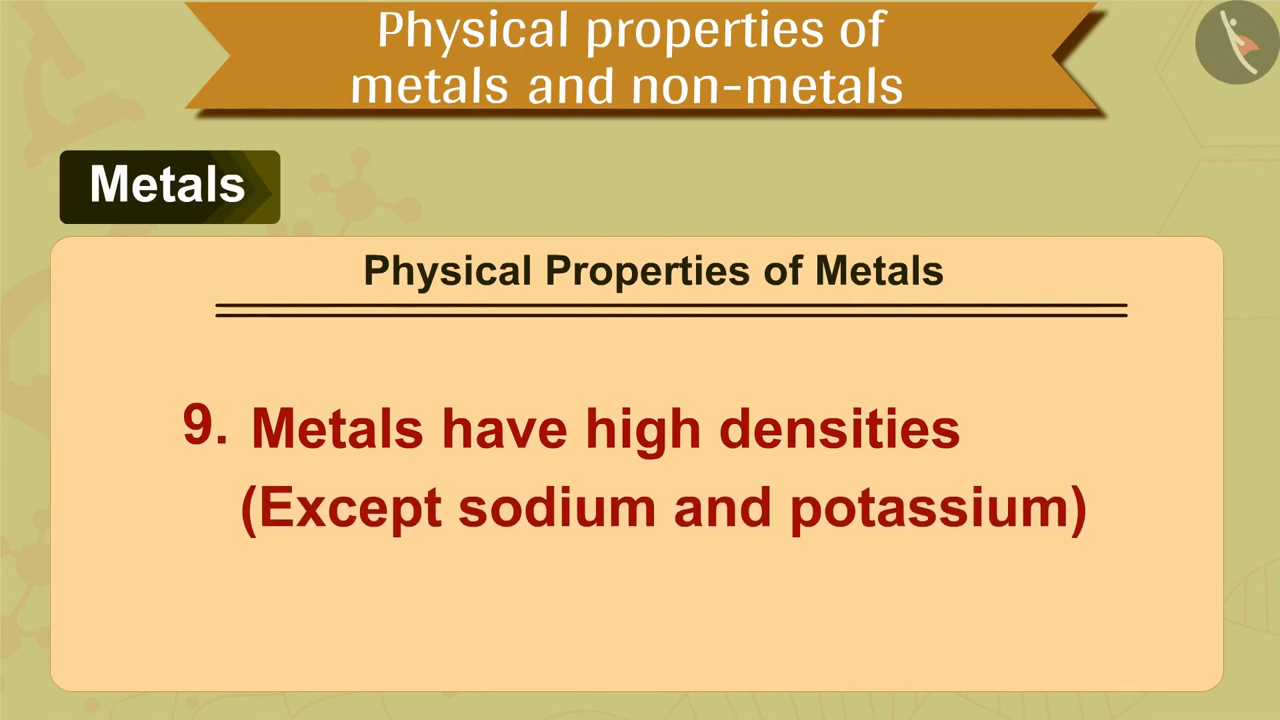 Physical properties of
metals and non-metals
Metals
Physical Properties of Metals
9. Metals have high densities
(Except sodium and potassium)